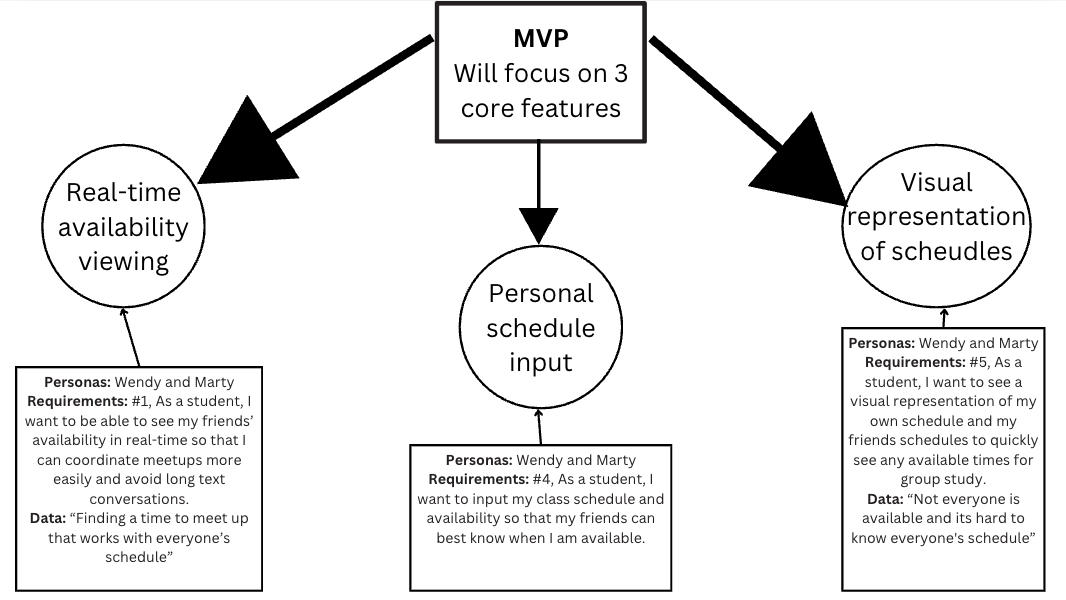 MVP
Will focus on 3
core features
Real-time
availability
viewing
Personal
schedule
input
Visual
representation
of scheudles
Personas: Wendy and Marty
Requirements: #1, As a student, I
want to be able to see my friends’
availability in real-time so that I
can coordinate meetups more
easily and avoid long text
conversations.
Data: “Finding a time to meet up
that works with everyone’s
schedule”
Personas: Wendy and Marty
Requirements: #4, As a student, I
want to input my class schedule and
availability so that my friends can
best know when I am available.
Personas: Wendy and Marty
Requirements: #5, As a
student, I want to see a
visual representation of my
own schedule and my
friends schedules to quickly
see any available times for
group study.
Data: “Not everyone is
available and its hard to
know everyone's schedule”